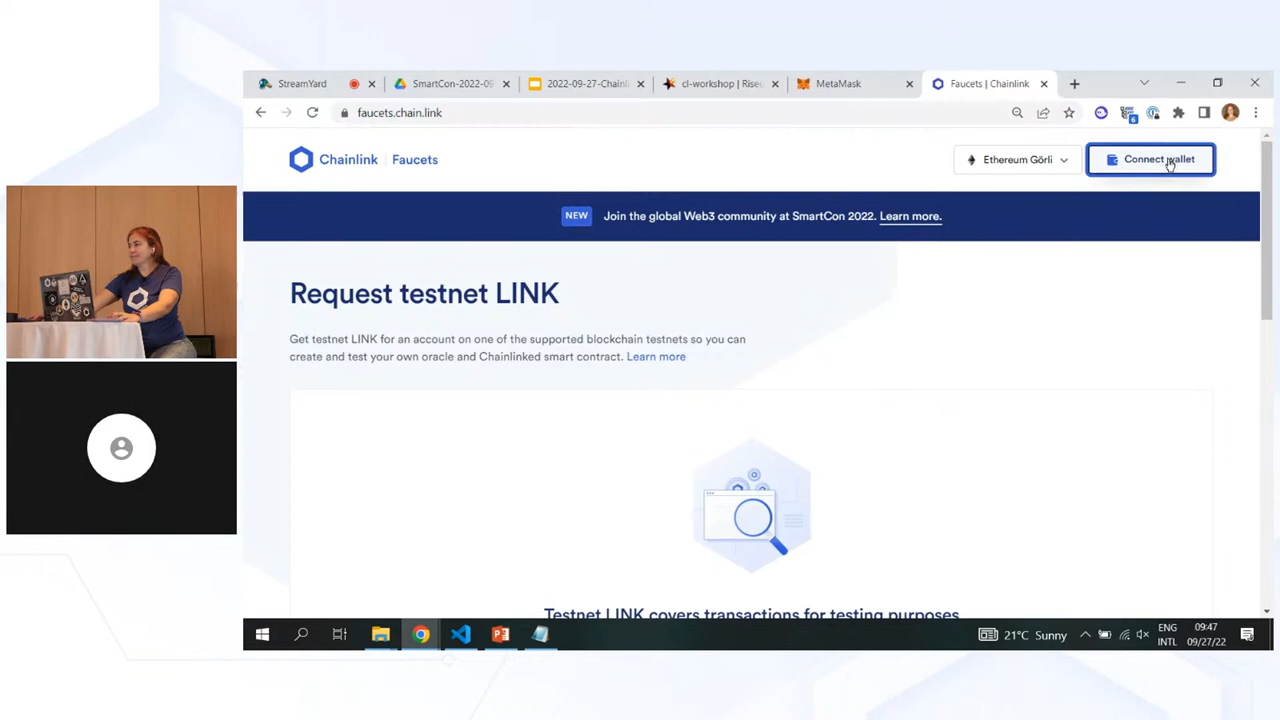 StreamYard
SmartCon-2022-09
2022-09-27-Chainl
cl-workshop | Rise
MetaMask
Faucets | Chainlink
faucets.chain.link
6
Chainlink
Faucets
Ethereum Görli
Connect wallet
NEW
Join the global Web3 community at SmartCon 2022. Learn more.
Request testnet LINK
Get testnet LINK for an account on one of the supported blockchain testnets so you can
create and test your own oracle and Chainlinked smart contract. Learn more
Testnet LINK covers transactions for testing purposes
21°C Sunny
ENG
INTL
09:47
09/27/22